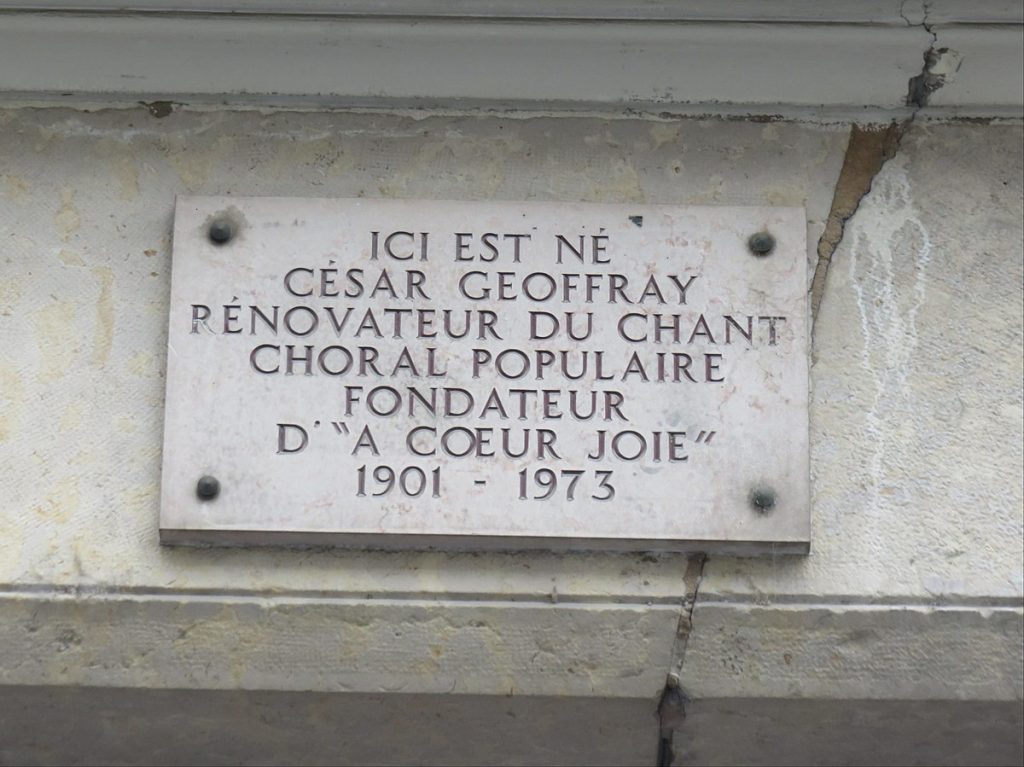 ICI EST NÉ
CÉSAR GEOFFRAY
RÉNOVATEUR DU CHANT
CHORAL POPULAIRE
FONDATEUR
D'"A CŒUR JOIE"
1901 - 1973